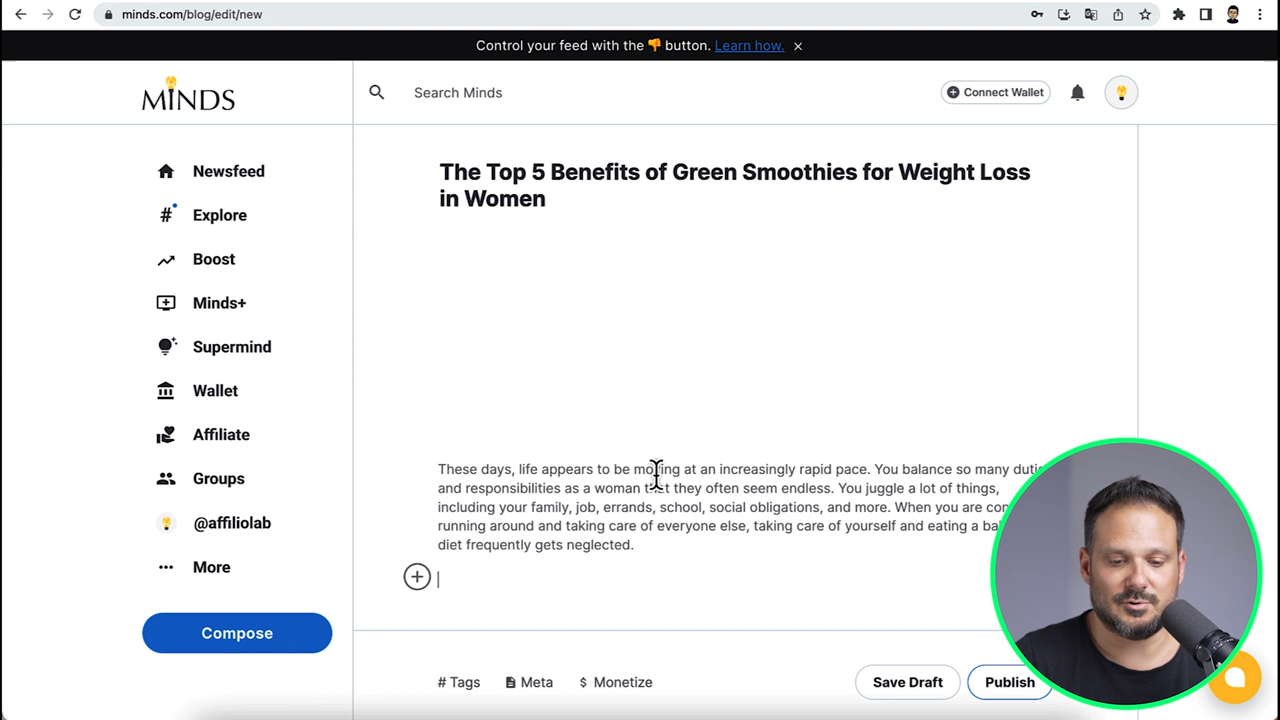 minds.com/blog/edit/new
Control your feed with the 👎 button. Learn how. ×
MINDS
Search Minds
Connect Wallet
Newsfeed
Explore
Boost
Minds+
Supermind
Wallet
Affiliate
Groups
@affiliolab
More
Compose
The Top 5 Benefits of Green Smoothies for Weight Loss
in Women
These days, life appears to be moving at an increasingly rapid pace. You balance so many
and responsibilities as a woman that they often seem endless. You juggle a lot of things,
including your family, job, errands, school, social obligations, and more. When you are
running around and taking care of everyone else, taking care of yourself and eating a
diet frequently gets neglected.
# Tags
Meta
$ Monetize
Save Draft
Publish